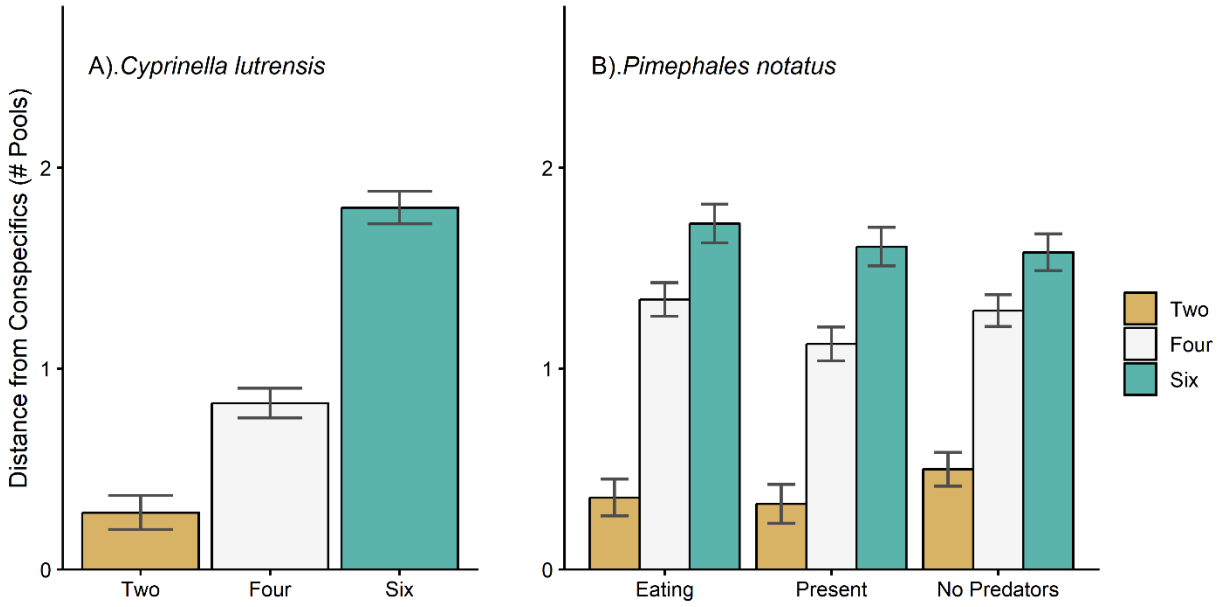 A).Cyprinella lutrensis
B).Pimephales notatus
Distance from Conspecifics (# Pools)
2
1
0
2
1
0
Two
Four
Six
Two Four Six
Eating Present No Predators